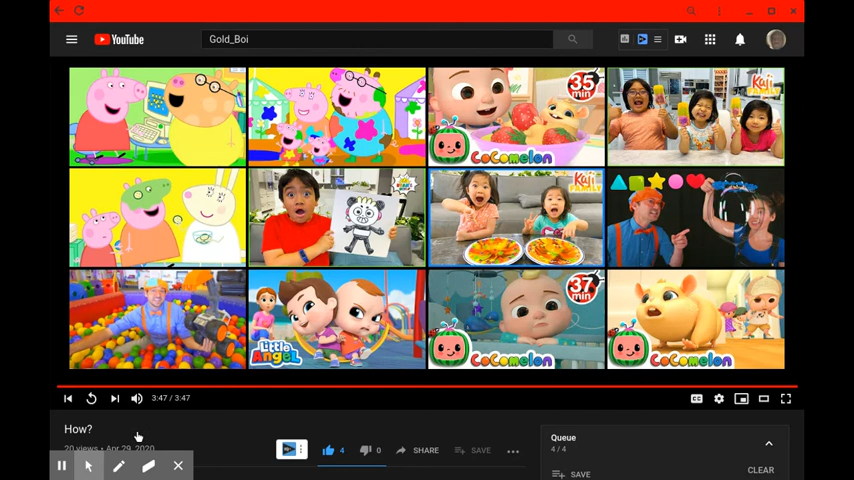 YouTube
Gold_Boi
35
min
CoComelon
Kaji
FAMILY
Kaji
FAMILY
Little
Angel
37
min
CoComelon
CoComelon
3:47 / 3:47
CC
How?
20 views • Apr 29, 2020
4
0
SHARE
SAVE
Queue
4 / 4
SAVE
CLEAR